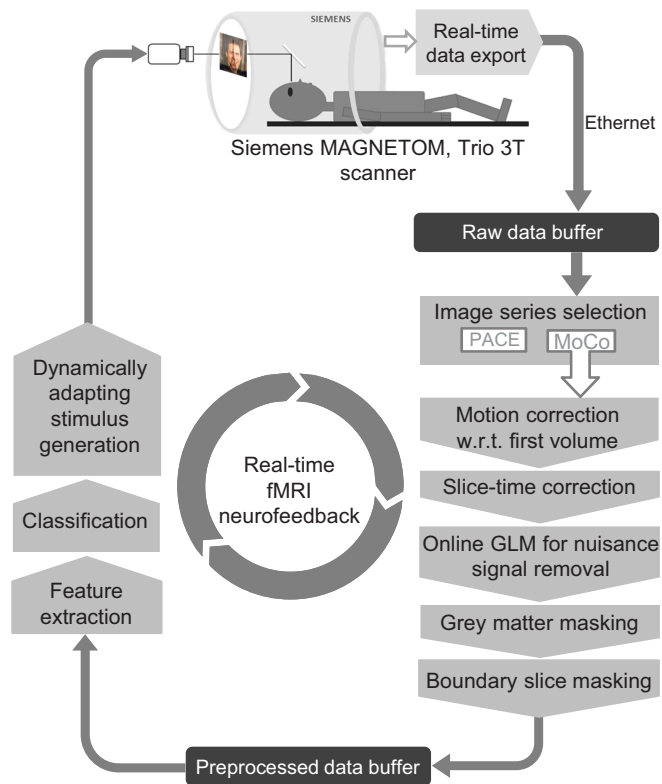 SIEMENS
Real-time
data export
Ethernet
Siemens MAGNETOM, Trio 3T
scanner
Raw data buffer
Image series selection
PACE
MoCo
Motion correction
w.r.t. first volume
Slice-time correction
Online GLM for nuisance
signal removal
Grey matter masking
Boundary slice masking
Preprocessed data buffer
Feature
extraction
Classification
Dynamically
adapting
stimulus
generation
Real-time
fMRI
neurofeedback